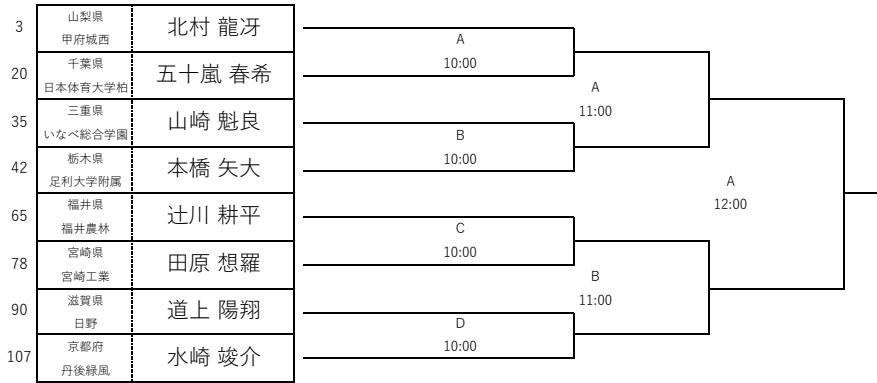 3
山梨県
甲府城西
北村 龍冴
20
千葉県
日本体育大学柏
五十嵐 春希
35
三重県
いなべ総合学園
山崎 魁良
42
栃木県
足利大学附属
本橋 矢大
65
福井県
福井農林
辻川 耕平
78
宮崎県
宮崎工業
田原 想羅
90
滋賀県
日野
道上 陽翔
107
京都府
丹後緑風
水崎 竣介
A
10:00
B
10:00
C
10:00
D
10:00
A
11:00
B
11:00
A
12:00